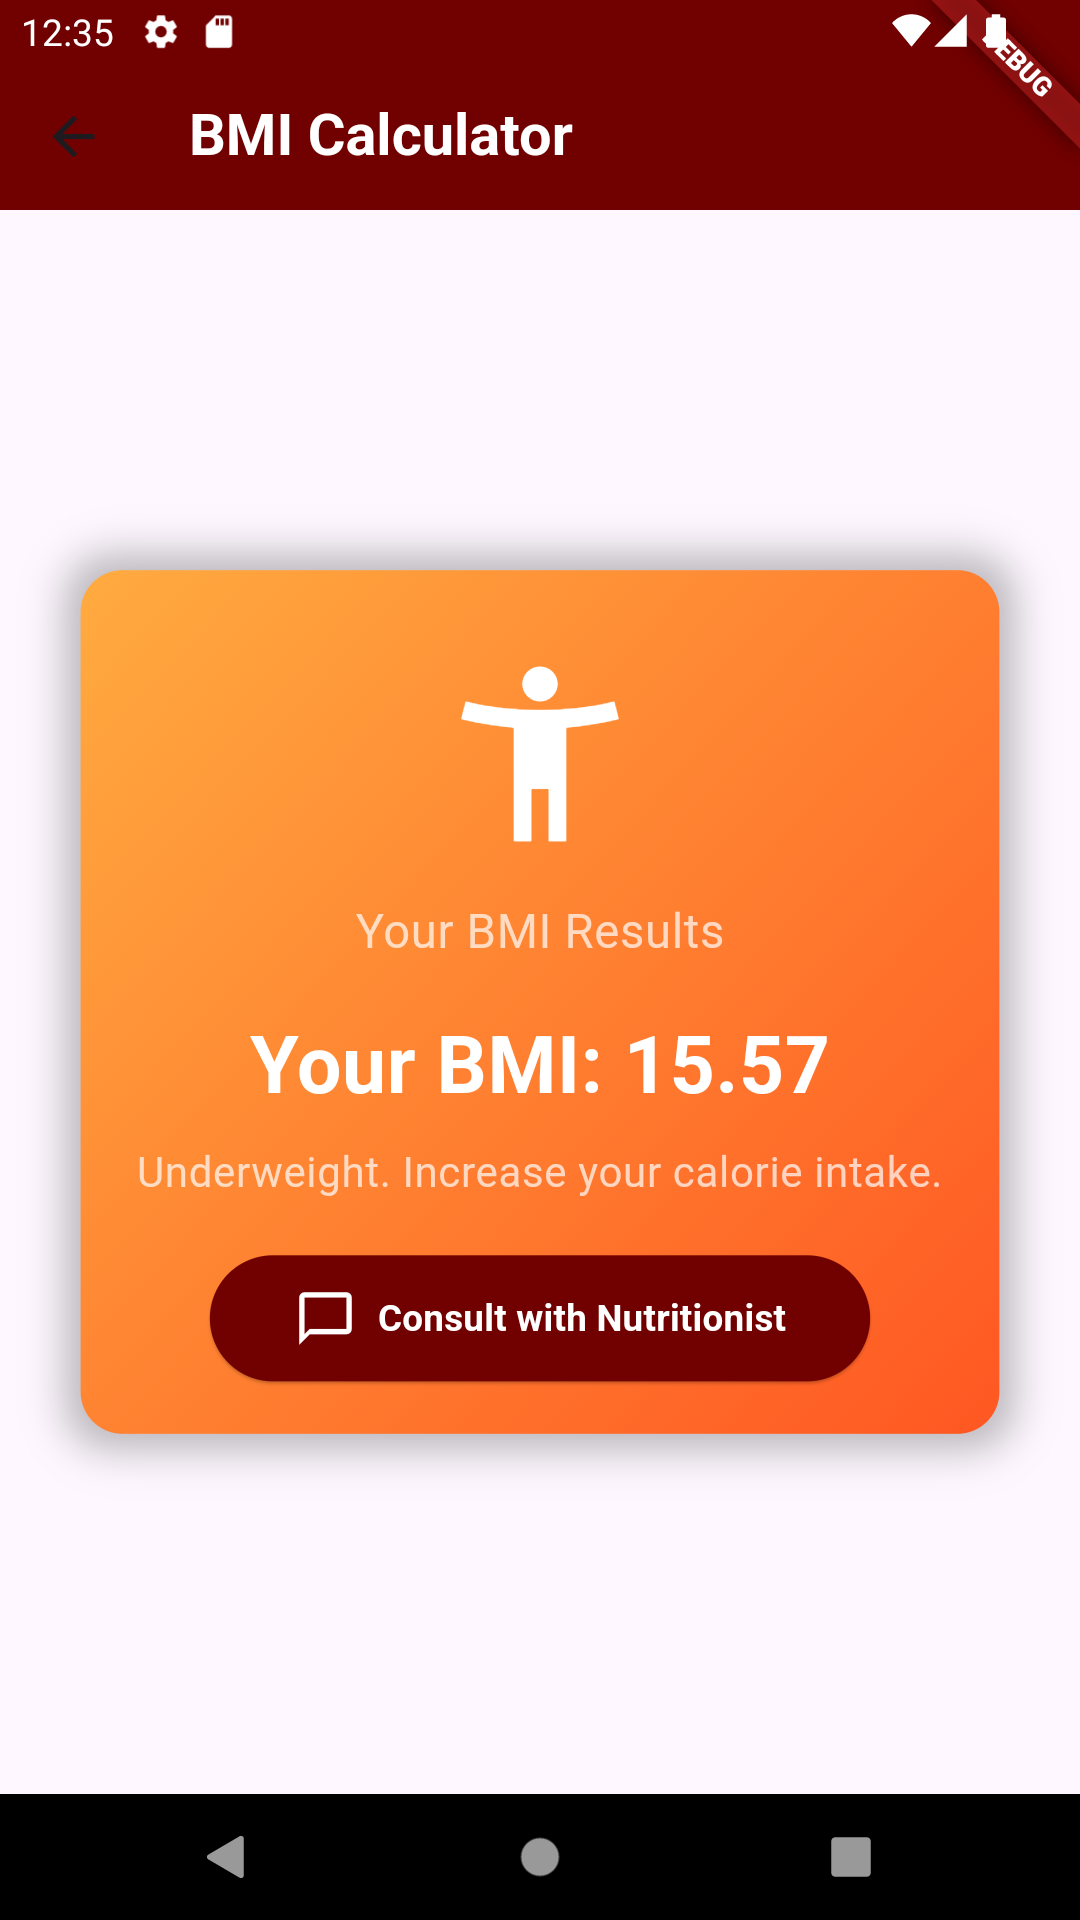 12:35
EBUG
BMI Calculator
Your BMI Results
Your BMI: 15.57
Underweight. Increase your calorie intake.
Consult with Nutritionist